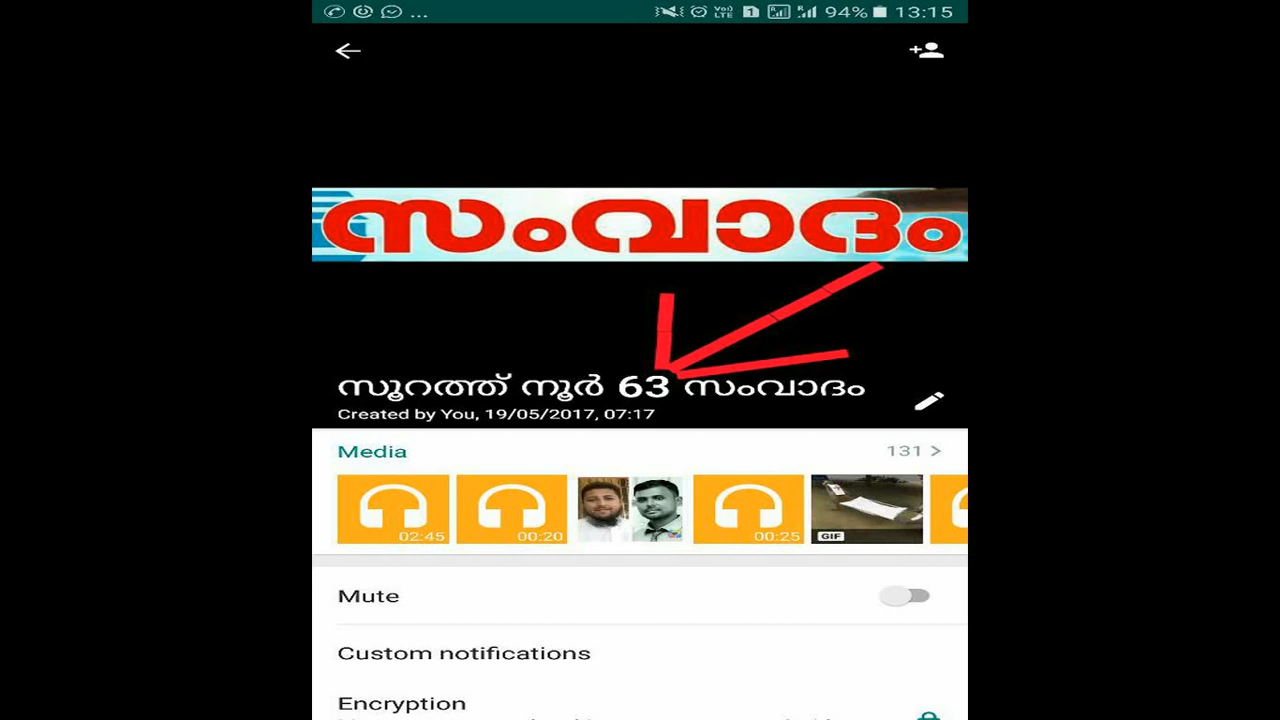 ... 1 94% 13:15
സംവാദം
സൂറത്ത് നൂർ 63 സംവാദം
Created by You, 19/05/2017, 07:17
Media 131 >
02:45 00:20 00:25 GIF
Mute
Custom notifications
Encryption